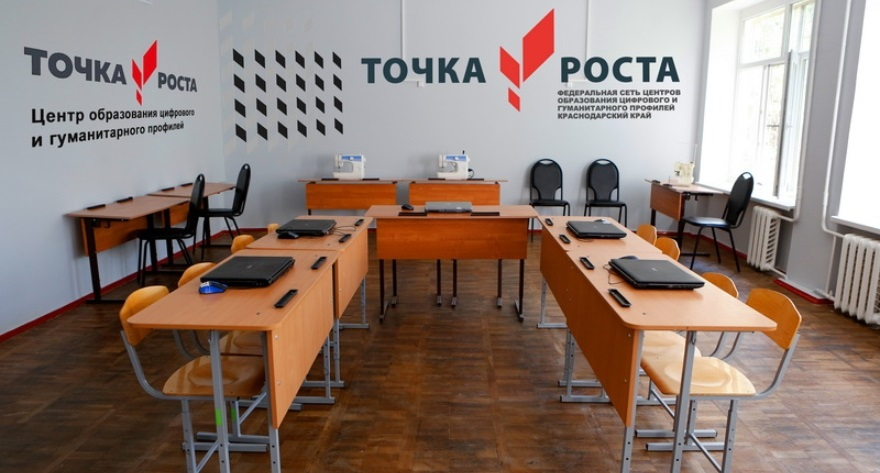 ТОЧКА РОСТА
Центр образования цифрового
и гуманитарного профилей
ТОЧКА РОСТА
ФЕДЕРАЛЬНАЯ СЕТЬ ЦЕНТРОВ
ОБРАЗОВАНИЯ ЦИФРОВОГО И
ГУМАНИТАРНОГО ПРОФИЛЕЙ
КРАСНОДАРСКИЙ КРАЙ